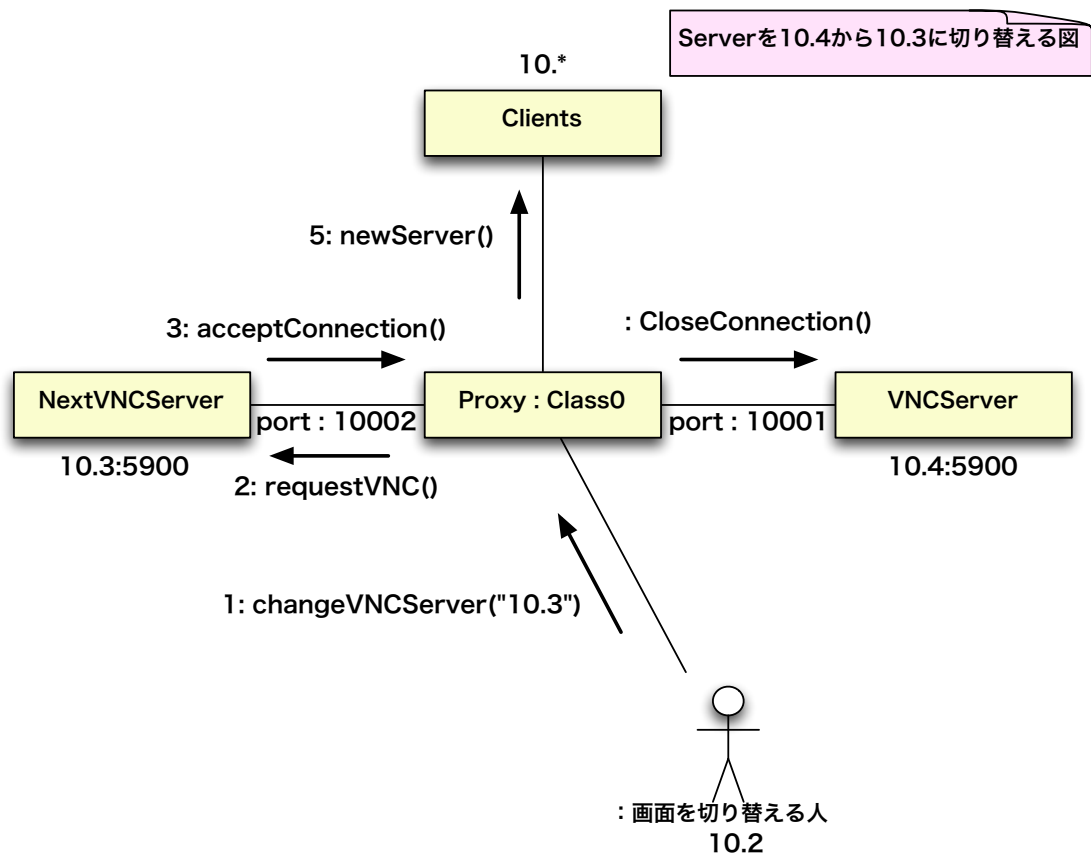 Serverを10.4から10.3に切り替える図
10.*
Clients
5: newServer()
3: acceptConnection()
: CloseConnection()
NextVNCServer
Proxy : Class0
VNCServer
port : 10002
port : 10001
10.3:5900
10.4:5900
2: requestVNC()
1: changeVNCServer("10.3")
: 画面を切り替える人
10.2